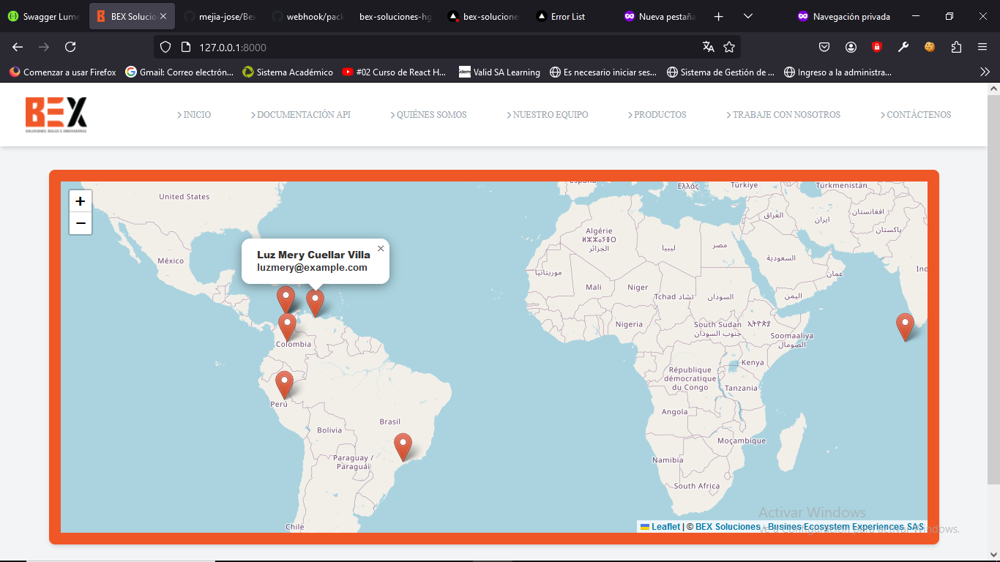 Swagger Lume
BEX Solucio
mejia-jose/Bex
webhook/pack
bex-soluciones-hg
bex-solucione
Error List
Nueva pestaña
Navegación privada
127.0.0.1:8000
Comenzar a usar Firefox
Gmail: Correo electrón...
Sistema Académico
#02 Curso de React H...
Valid SA Learning
Es necesario iniciar ses...
Sistema de Gestión de ...
Ingreso a la administra...
BEX
SOLUCIONES ÁGILES E INNOVADORAS
INICIO
DOCUMENTACIÓN API
QUIÉNES SOMOS
NUESTRO EQUIPO
PRODUCTOS
TRABAJE CON NOSOTROS
CONTÁCTENOS
+
−
Luz Mery Cuellar Villa
luzmery@example.com
×
United States
México
Colombia
Perú
Brasil
Bolivia
Paraguay /
Paraguái
Chile
España
Ελλάς
Türkiye
Türkmenistan
العراق
ایران
افغانستان
پاکستان
Algérie
ⵍⵣⵣⴰⵢⴻⵔ
الجزائر
ليبيا
مصر
السعودية
عمان
اليمن
Ind
موريتانيا
Mali
Niger
Tchad تشاد
السودان
Nigeria
South Sudan
جنوب السودان
ኢትዮጵያ
Soomaaliya
الصومال
Kenya
République
démocratique
du Congo
Tanzania
Angola
Moçambique
Namibia
South Africa
Activar Windows
Ve a Configuración para activar Windows.
Leaflet | © BEX Soluciones - Busines Ecosystem Experiences SAS